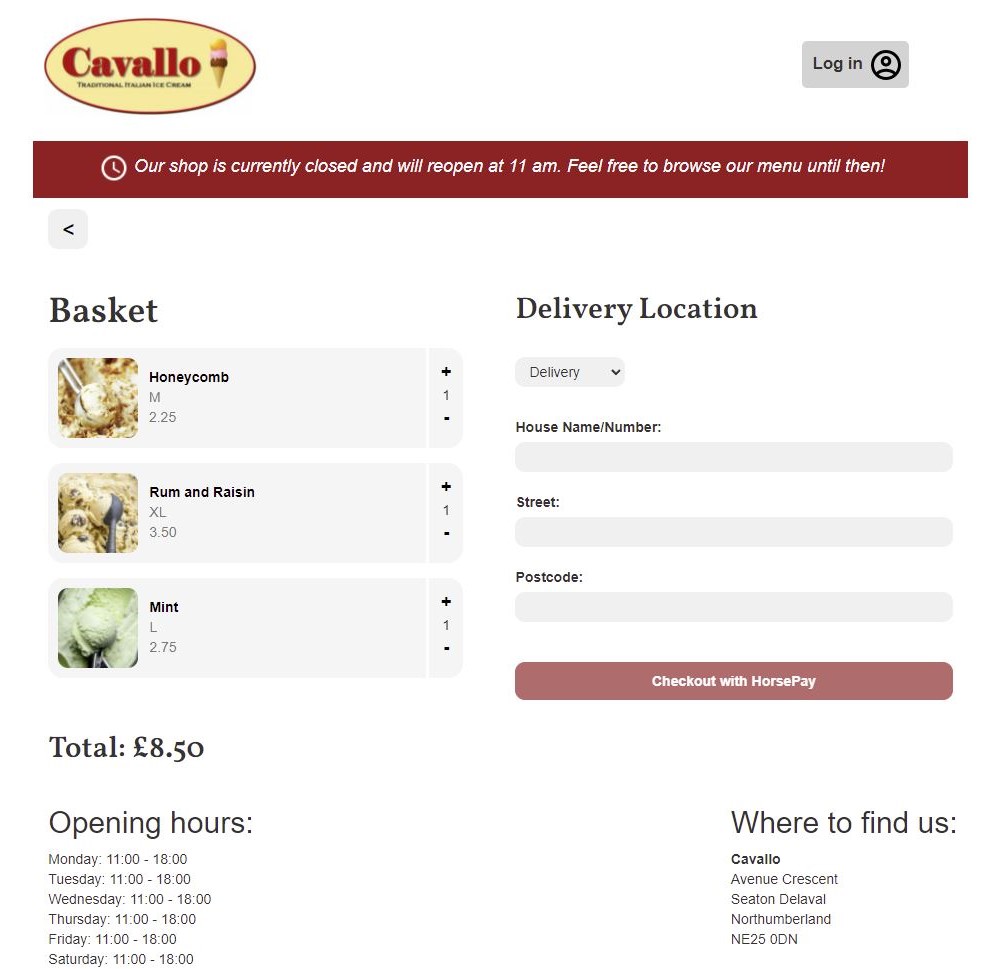 Cavallo
TRADITIONAL ITALIAN ICE CREAM
Log in
Our shop is currently closed and will reopen at 11 am. Feel free to browse our menu until then!
<
Basket
Honeycomb
M
2.25
+
1
-
Rum and Raisin
XL
3.50
+
1
-
Mint
L
2.75
+
1
-
Total: £8.50
Delivery Location
Delivery
House Name/Number:
Street:
Postcode:
Checkout with HorsePay
Opening hours:
Monday: 11:00 - 18:00
Tuesday: 11:00 - 18:00
Wednesday: 11:00 - 18:00
Thursday: 11:00 - 18:00
Friday: 11:00 - 18:00
Saturday: 11:00 - 18:00
Where to find us:
Cavallo
Avenue Crescent
Seaton Delaval
Northumberland
NE25 0DN